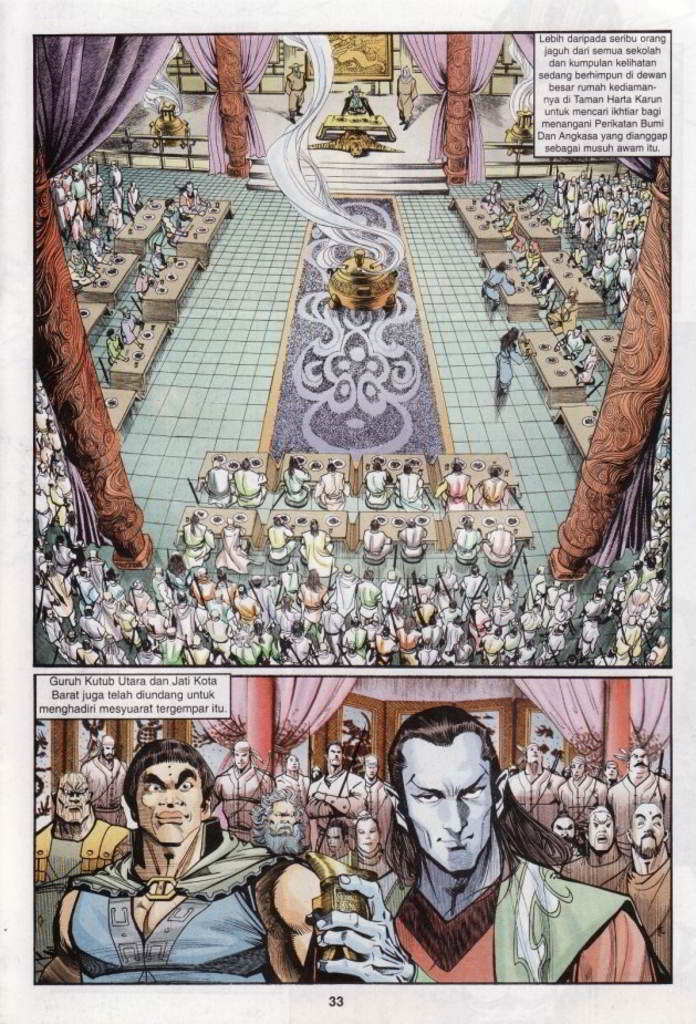 Lebih daripada seribu orang
jaguh dari semua sekolah
dan kumpulan kelihatan
sedang berhimpun di dewan
besar rumah kediaman-
nya di Taman Harta Karun
untuk mencari ikhtiar bagi
menangani Perikatan Bumi
Dan Angkasa yang dianggap
sebagai musuh awam itu.
Guruh Kutub Utara dan Jati Kota
Barat juga telah diundang untuk
menghadiri mesyuarat tergempar itu.
33